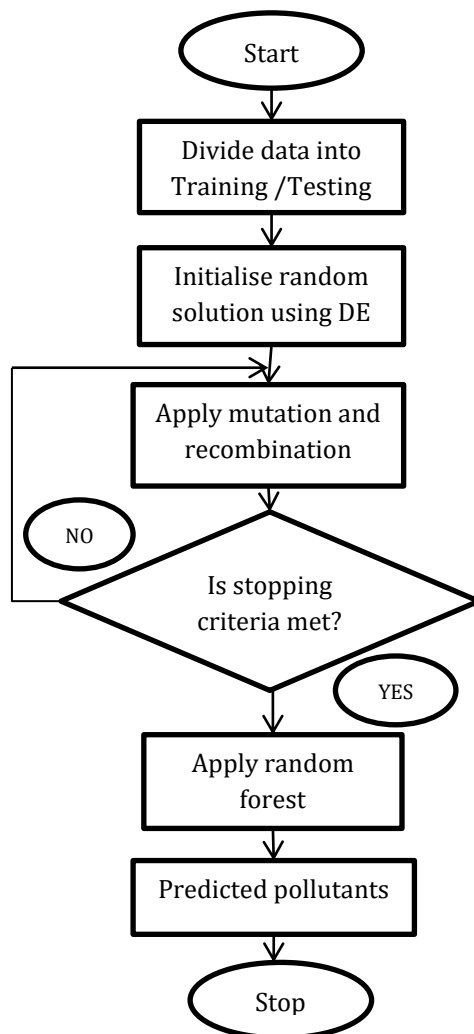 Start
Divide data into
Training /Testing
Initialise random
solution using DE
Apply mutation and
recombination
NO
Is stopping
criteria met?
YES
Apply random
forest
Predicted pollutants
Stop